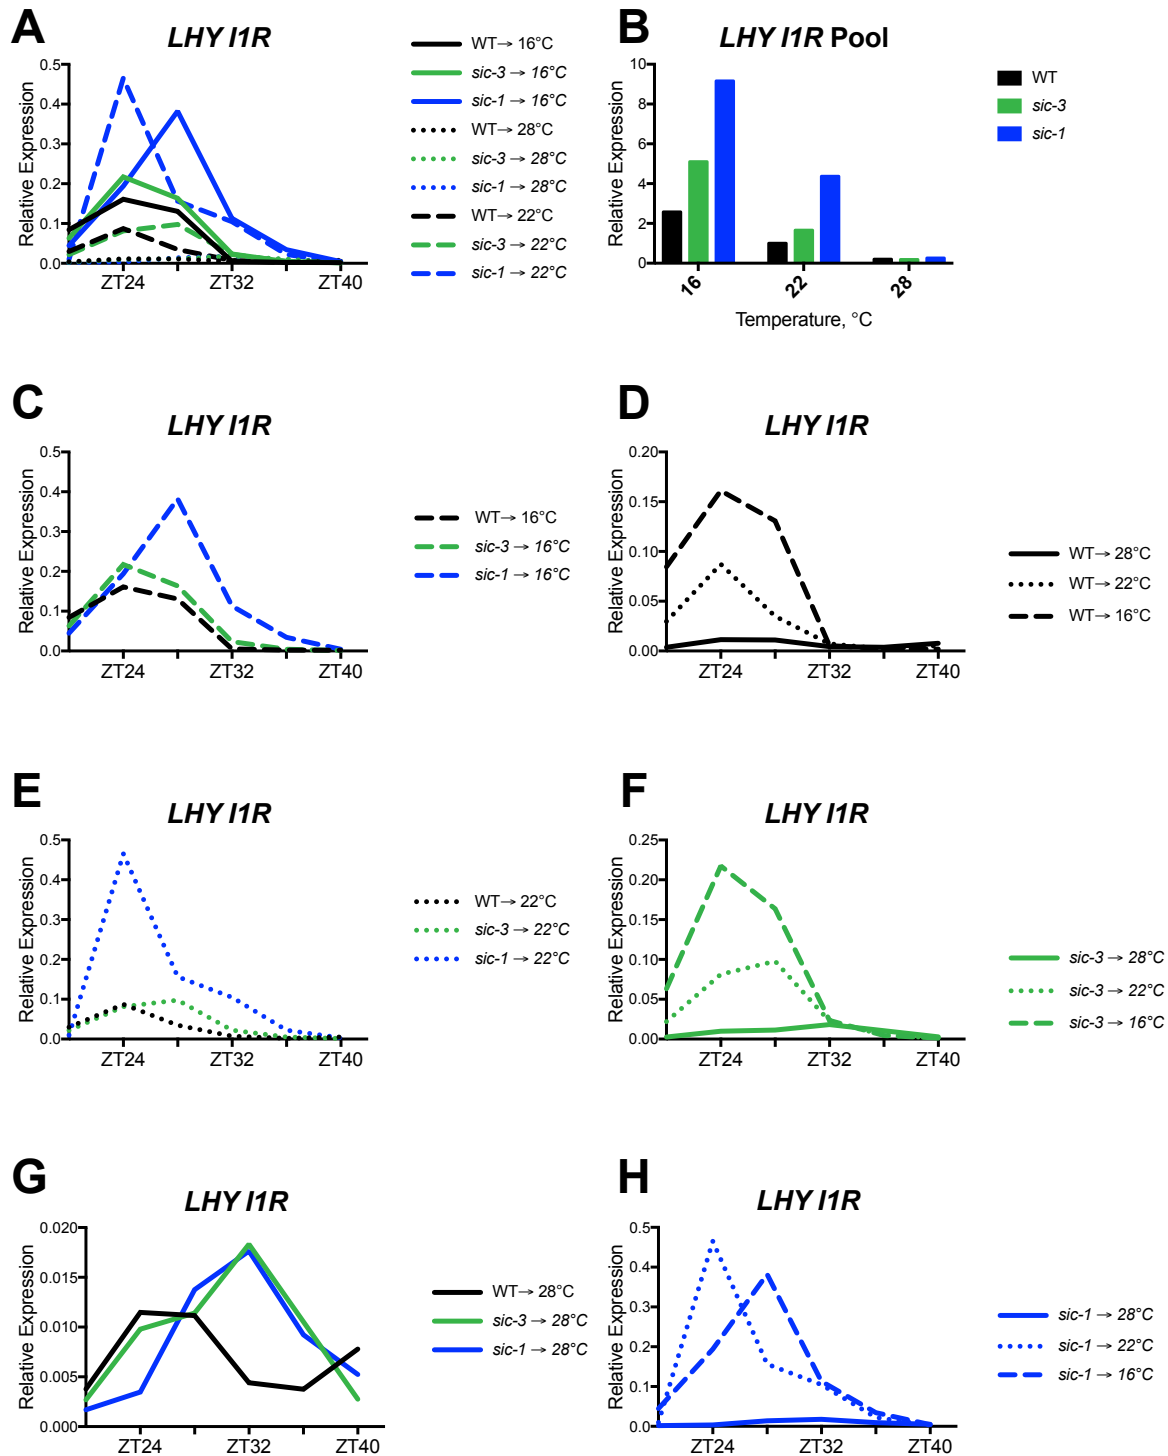 A
LHY I1R
Relative Expression
0.5
0.4
0.3
0.2
0.1
0.0
ZT24
ZT32
ZT40
WT→ 16°C
sic-3 → 16°C
sic-1 → 16°C
WT→ 28°C
sic-3 → 28°C
sic-1 → 28°C
WT→ 22°C
sic-3 → 22°C
sic-1 → 22°C
B
LHY I1R Pool
Relative Expression
10
8
6
4
2
0
16
22
28
Temperature, °C
WT
sic-3
sic-1
C
LHY I1R
Relative Expression
0.5
0.4
0.3
0.2
0.1
0.0
ZT24
ZT32
ZT40
WT→ 16°C
sic-3 → 16°C
sic-1 → 16°C
D
LHY I1R
Relative Expression
0.20
0.15
0.10
0.05
0.00
ZT24
ZT32
ZT40
WT→ 28°C
WT→ 22°C
WT→ 16°C
E
LHY I1R
Relative Expression
0.5
0.4
0.3
0.2
0.1
0.0
ZT24
ZT32
ZT40
WT→ 22°C
sic-3 → 22°C
sic-1 → 22°C
F
LHY I1R
Relative Expression
0.25
0.20
0.15
0.10
0.05
0.00
ZT24
ZT32
ZT40
sic-3 → 28°C
sic-3 → 22°C
sic-3 → 16°C
G
LHY I1R
Relative Expression
0.020
0.015
0.010
0.005
0.000
ZT24
ZT32
ZT40
WT→ 28°C
sic-3 → 28°C
sic-1 → 28°C
H
LHY I1R
Relative Expression
0.5
0.4
0.3
0.2
0.1
0.0
ZT24
ZT32
ZT40
sic-1 → 28°C
sic-1 → 22°C
sic-1 → 16°C